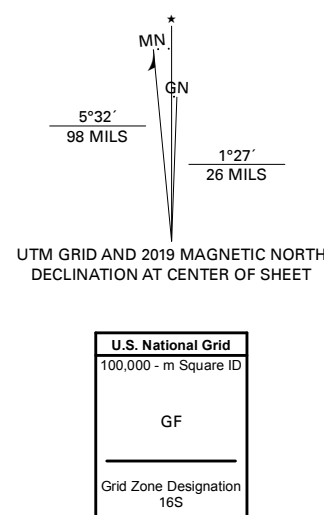 ★
MN
GN
5°32´
98 MILS
1°27´
26 MILS
UTM GRID AND 2019 MAGNETIC NORTH
DECLINATION AT CENTER OF SHEET
U.S. National Grid
100,000 - m Square ID
GF
Grid Zone Designation
16S